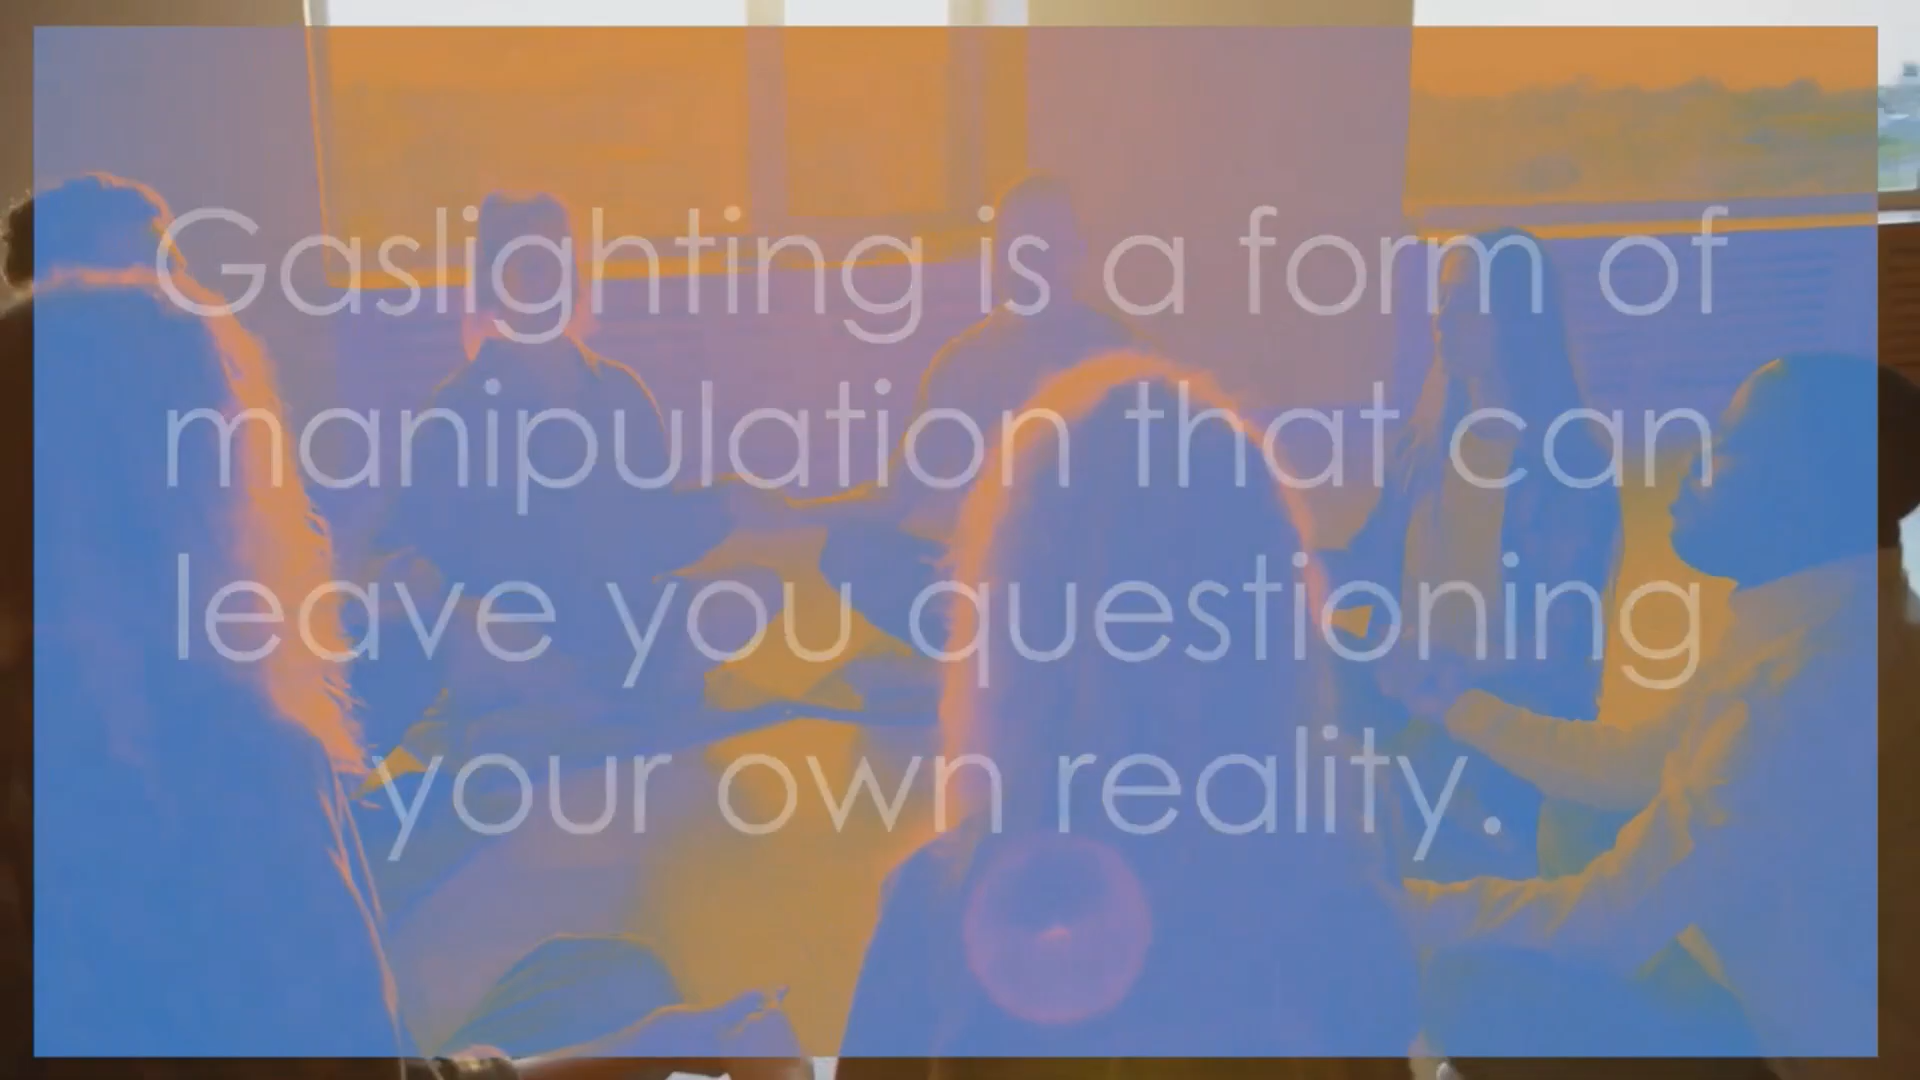 Gaslighting is a form of
manipulation that can
leave you questioning
your own reality.